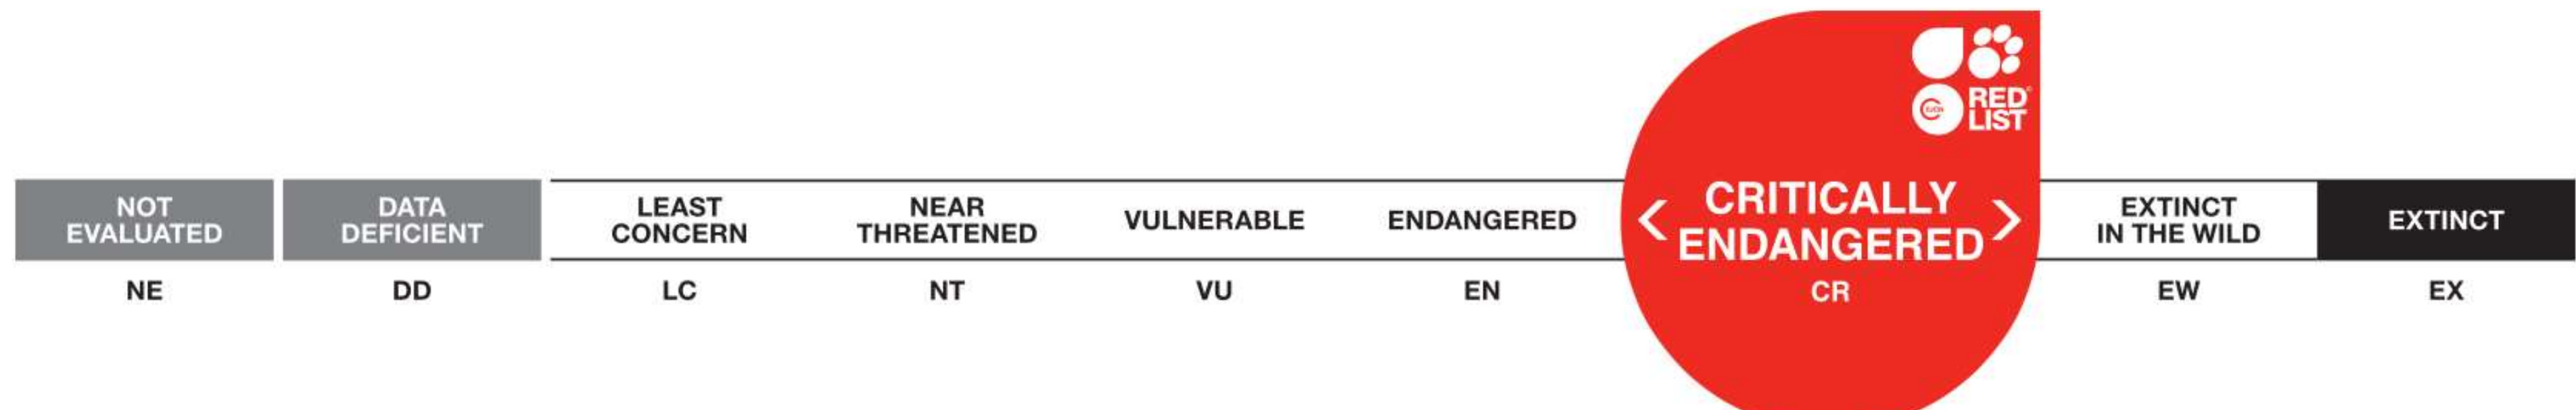 RED
LIST
IUCN
NOT
EVALUATED
DATA
DEFICIENT
LEAST
CONCERN
NEAR
THREATENED
VULNERABLE
ENDANGERED
< CRITICALLY
ENDANGERED >
EXTINCT
IN THE WILD
EXTINCT
NE
DD
LC
NT
VU
EN
CR
EW
EX